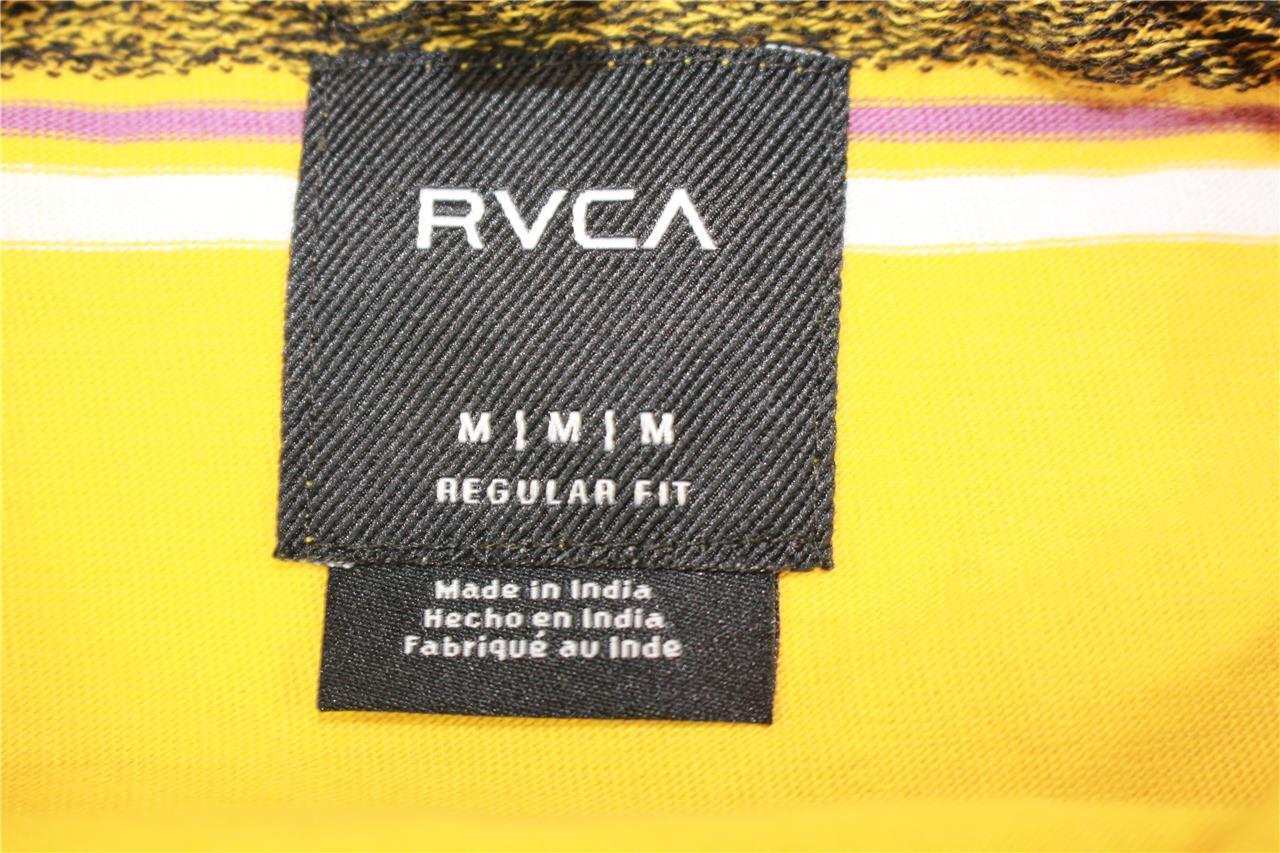 RVCA
M | M | M
REGULAR FIT
Made in India
Hecho en India
Fabriqué au Inde